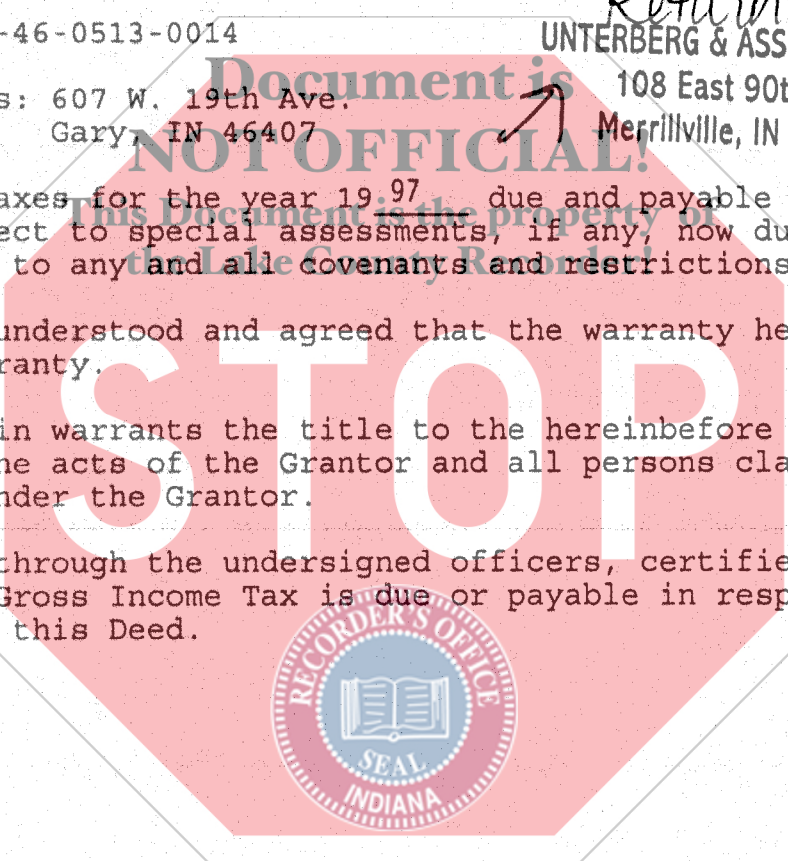 Return
-46-0513-0014
UNTERBERG & ASS
s: 607 W. 19th Ave.
108 East 90t
Gary, IN 46407
Merrillville, IN
Document is
NOT OFFICIAL!
This Document is the property of
the Lake County Recorder!
axes for the year 19 97 due and payable
ect to special assessments, if any, now du
to any and all covenants and restrictions
understood and agreed that the warranty he
ranty.
in warrants the title to the hereinbefore
ne acts of the Grantor and all persons cla
nder the Grantor.
through the undersigned officers, certifie
Gross Income Tax is due or payable in resp
this Deed.
STOP
RECORDER'S OFFICE
SEAL
INDIANA